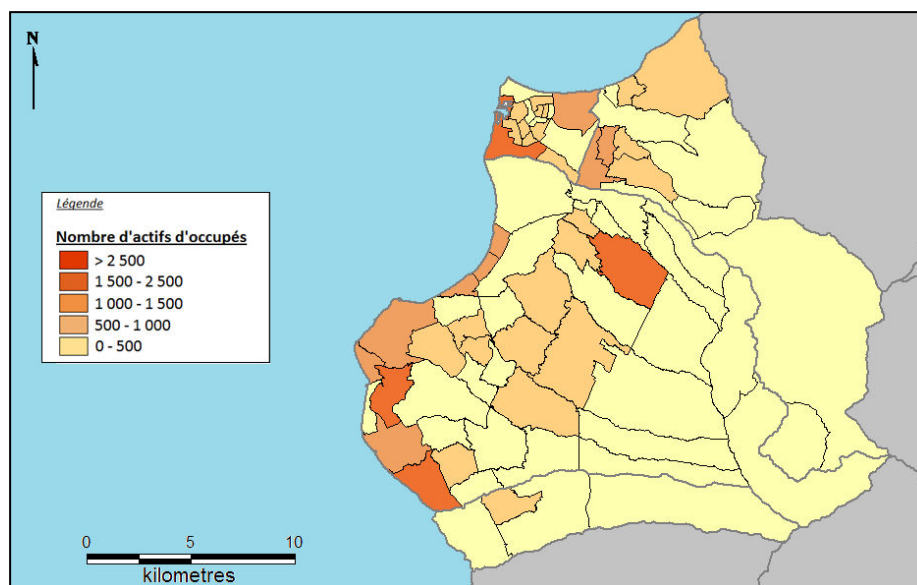 N
Légende
Nombre d'actifs d'occupés
> 2 500
1 500 - 2 500
1 000 - 1 500
500 - 1 000
0 - 500
0 5 10
kilometres